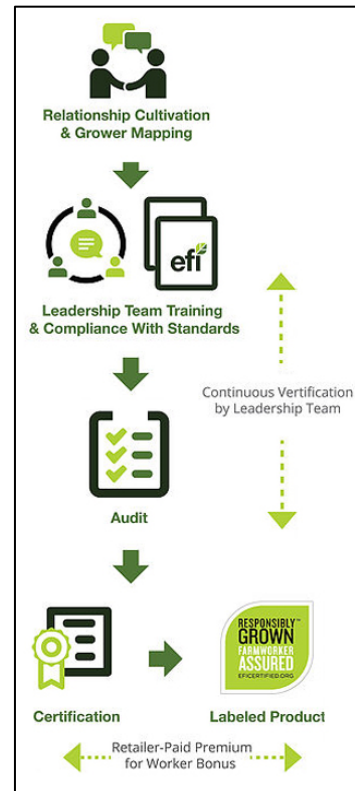 Relationship Cultivation
& Grower Mapping
efi
Leadership Team Training
& Compliance With Standards
Continuous Vertification
by Leadership Team
Audit
RESPONSIBLY™
GROWN
FARMWORKER
ASSURED
EFICERTIFIED.ORG
Certification
Labeled Product
Retailer-Paid Premium
for Worker Bonus